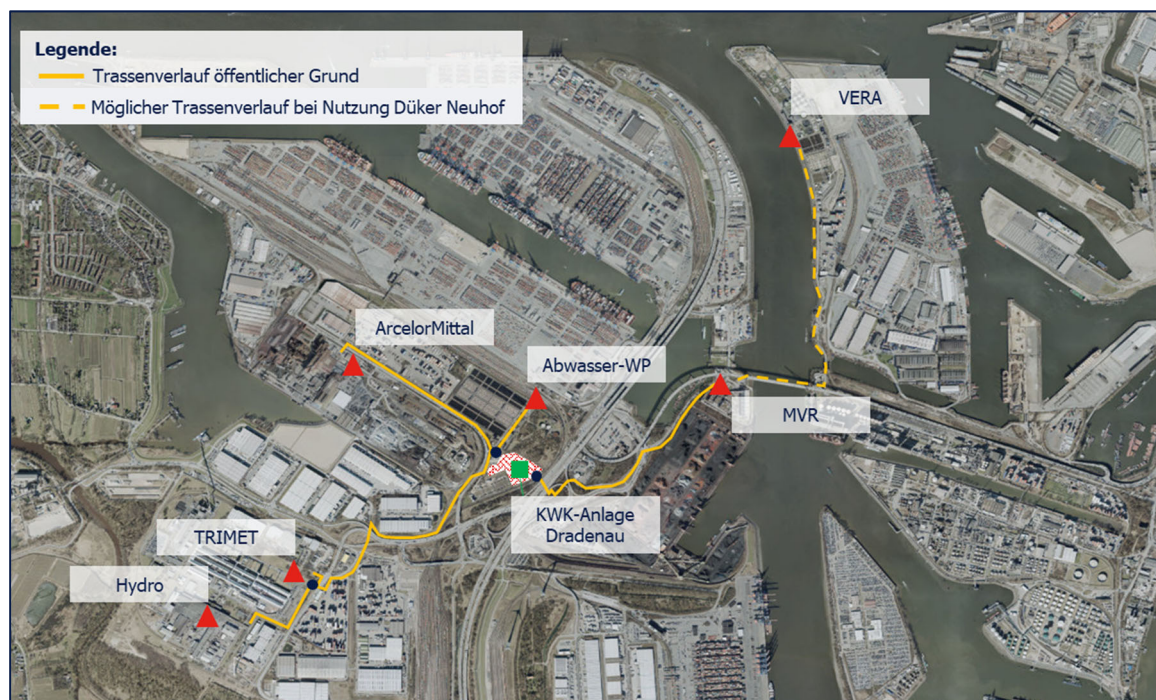 Legende:
Trassenverlauf öffentlicher Grund
Möglicher Trassenverlauf bei Nutzung Düker Neuhof
VERA
ArcelorMittal
Abwasser-WP
MVR
KWK-Anlage
Dradenau
TRIMET
Hydro